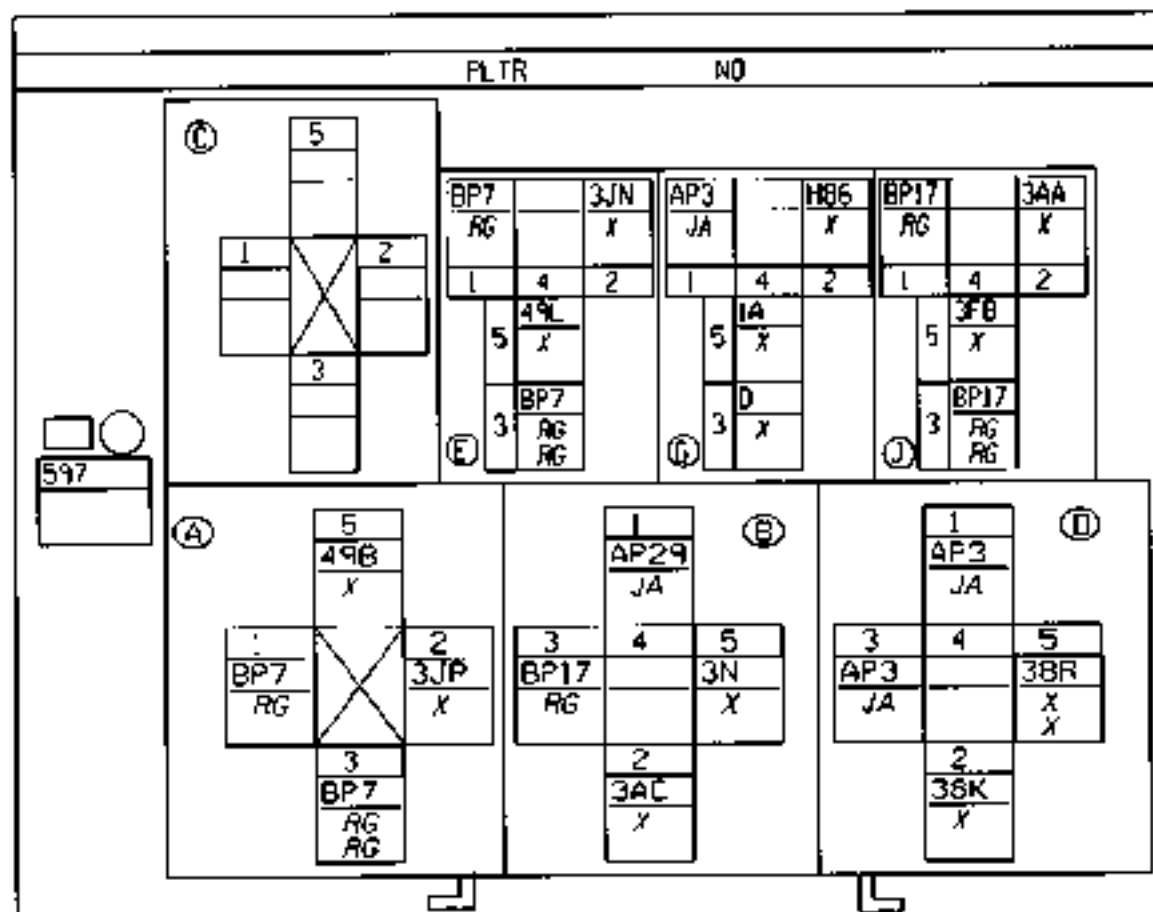 PLTR NO
C
5
1 2
3
BP7 3JN
RG X
1 4 2
49L
5 X
BP7
3 RG
RG
E
AP3 H86
JA X
1 4 2
1A
5 X
D
3 X
G
BP17 3AA
RG X
1 4 2
3FB
5 X
BP17
3 RG
RG
J
597
A
5
49B
X
1 2
BP7 3JP
RG X
3
BP7
RG
RG
B
1
AP29
JA
3 4 5
BP17 3N
RG X
2
3AC
X
D
1
AP3
JA
3 4 5
AP3 38R
JA X
X
2
38K
X